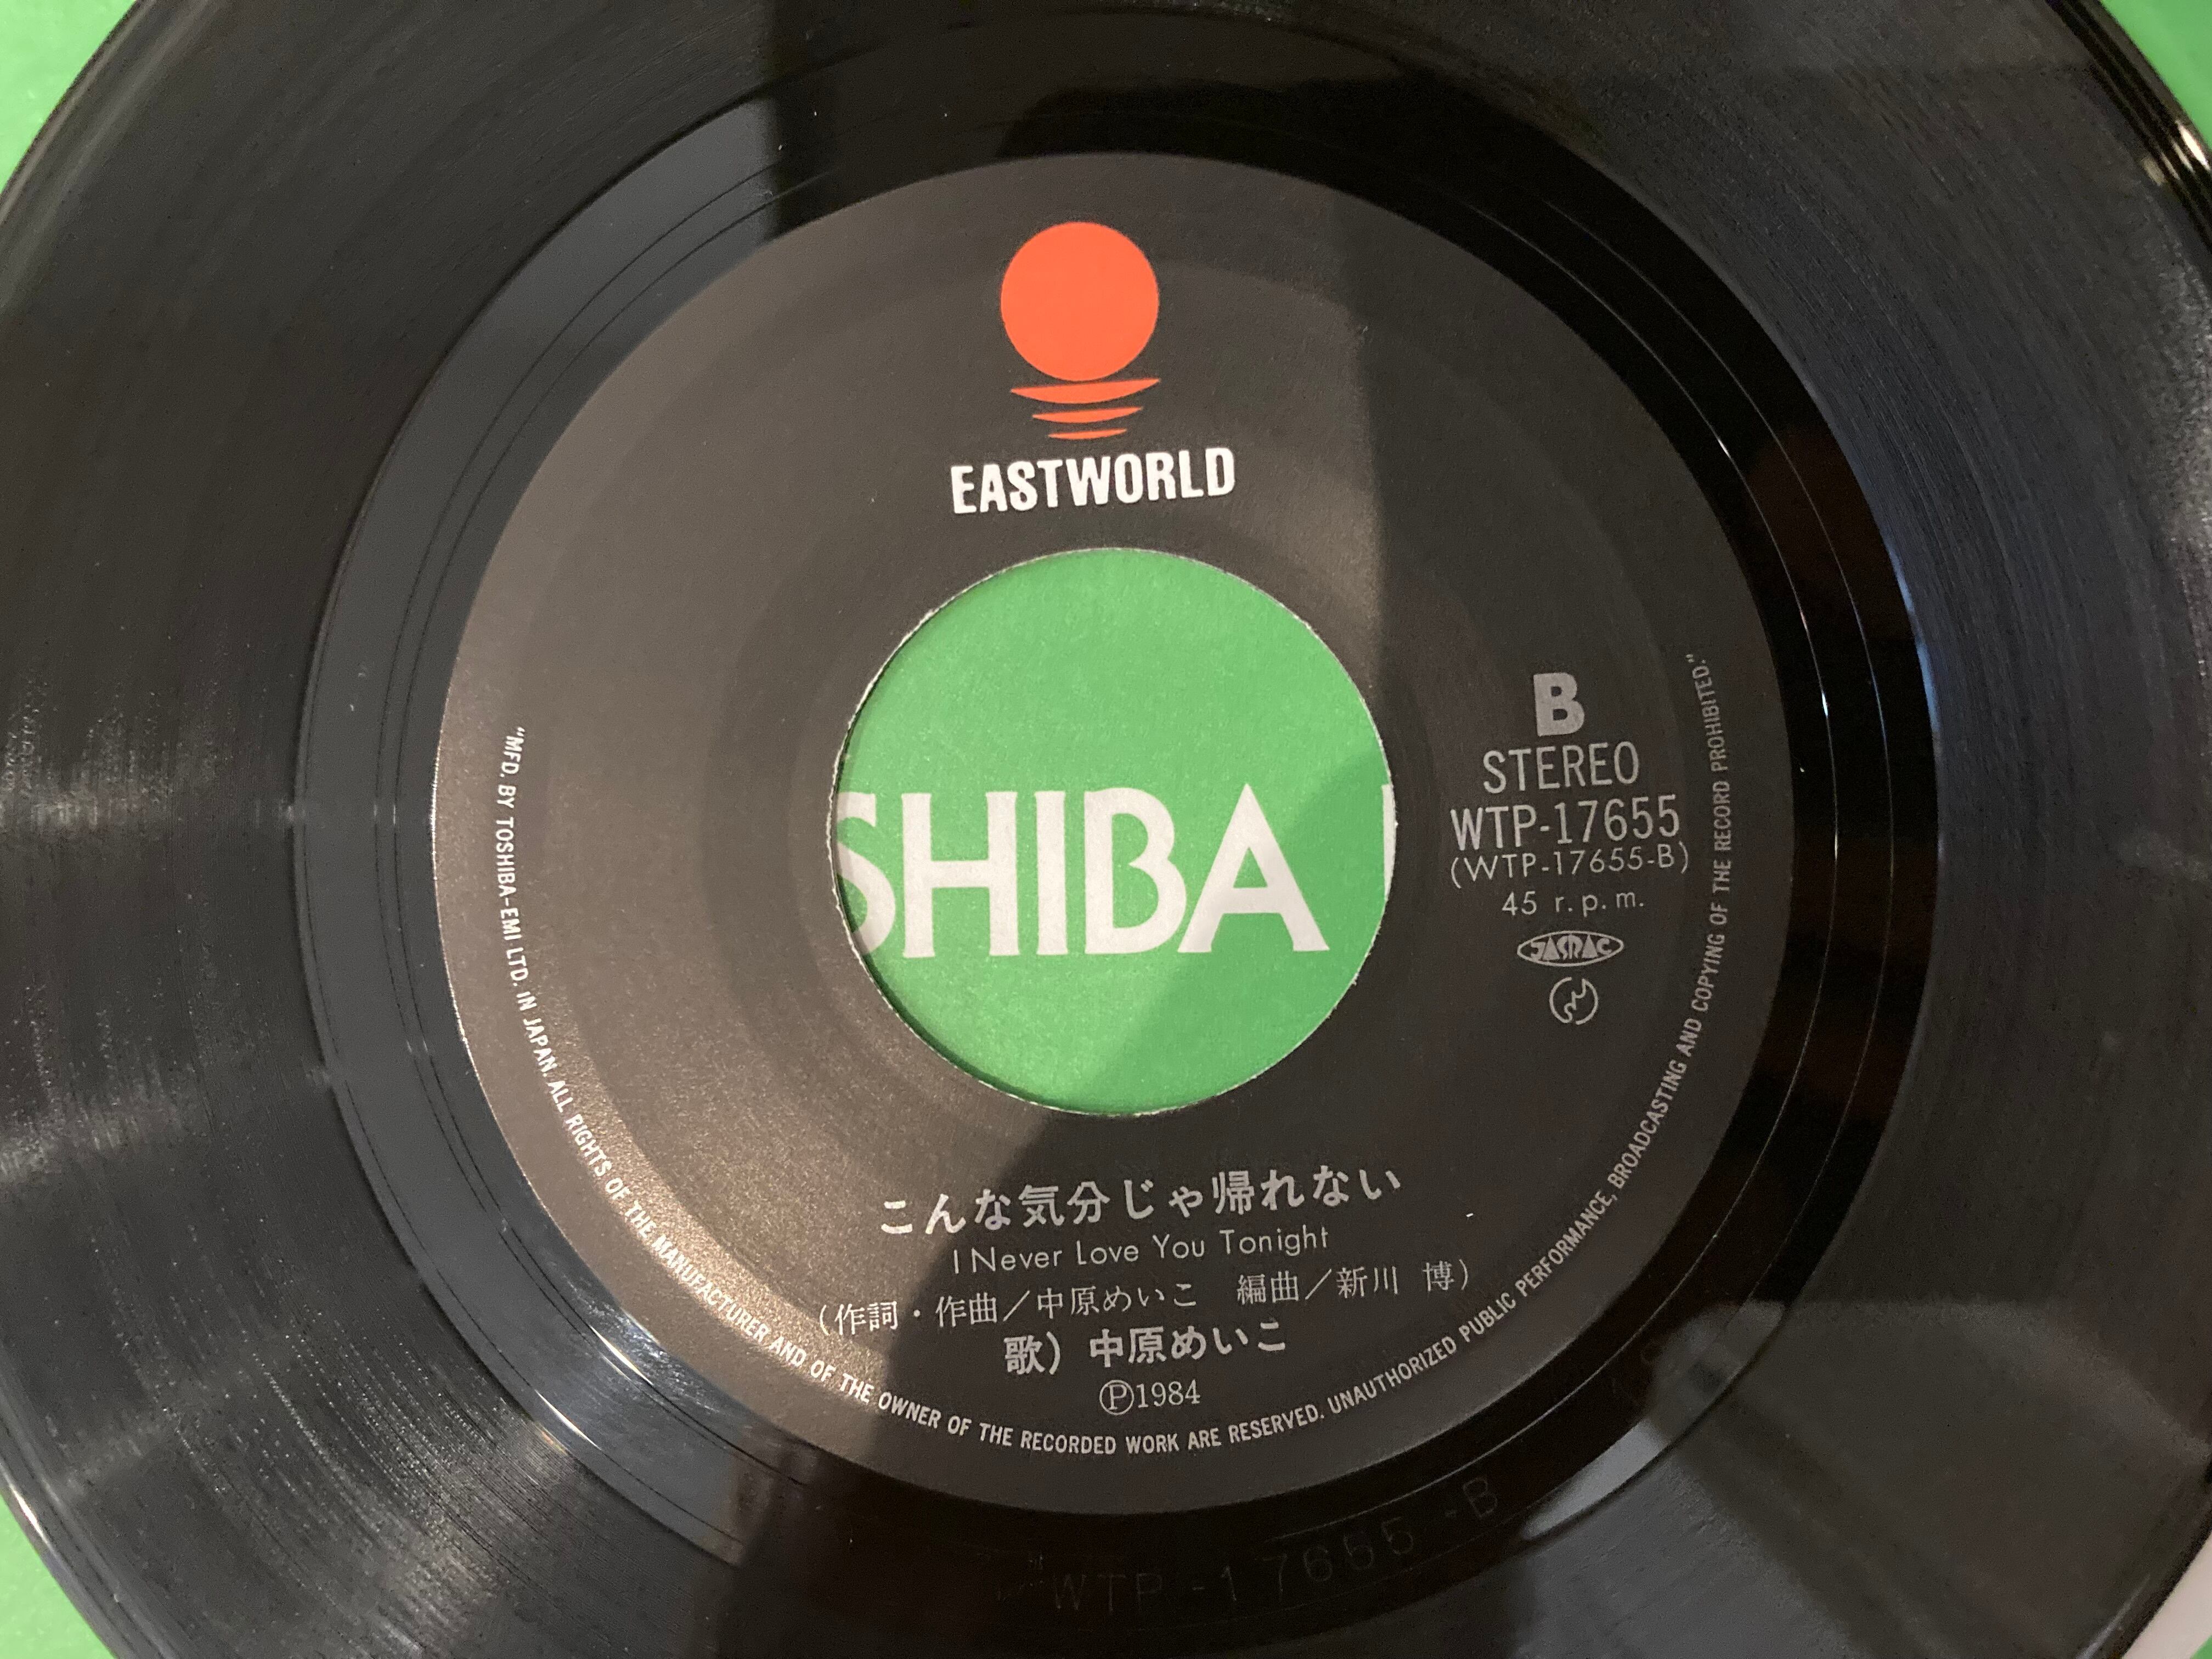 EASTWORLD
SHIBA
B
STEREO
WTP-17655
(WTP-17655-B)
45 r.p.m.
JASRAC
こんな気分じゃ帰れない
I Never Love You Tonight
(作詞・作曲/中原めいこ 編曲/新川 博)
歌) 中原めいこ
Ⓟ1984
"MFD. BY TOSHIBA-EMI LTD. IN JAPAN. ALL RIGHTS OF THE MANUFACTURER AND OF THE OWNER OF THE RECORDED WORK ARE RESERVED. UNAUTHORIZED PUBLIC PERFORMANCE, BROADCASTING AND COPYING OF THE RECORD PROHIBITED."
WTP-17655-B